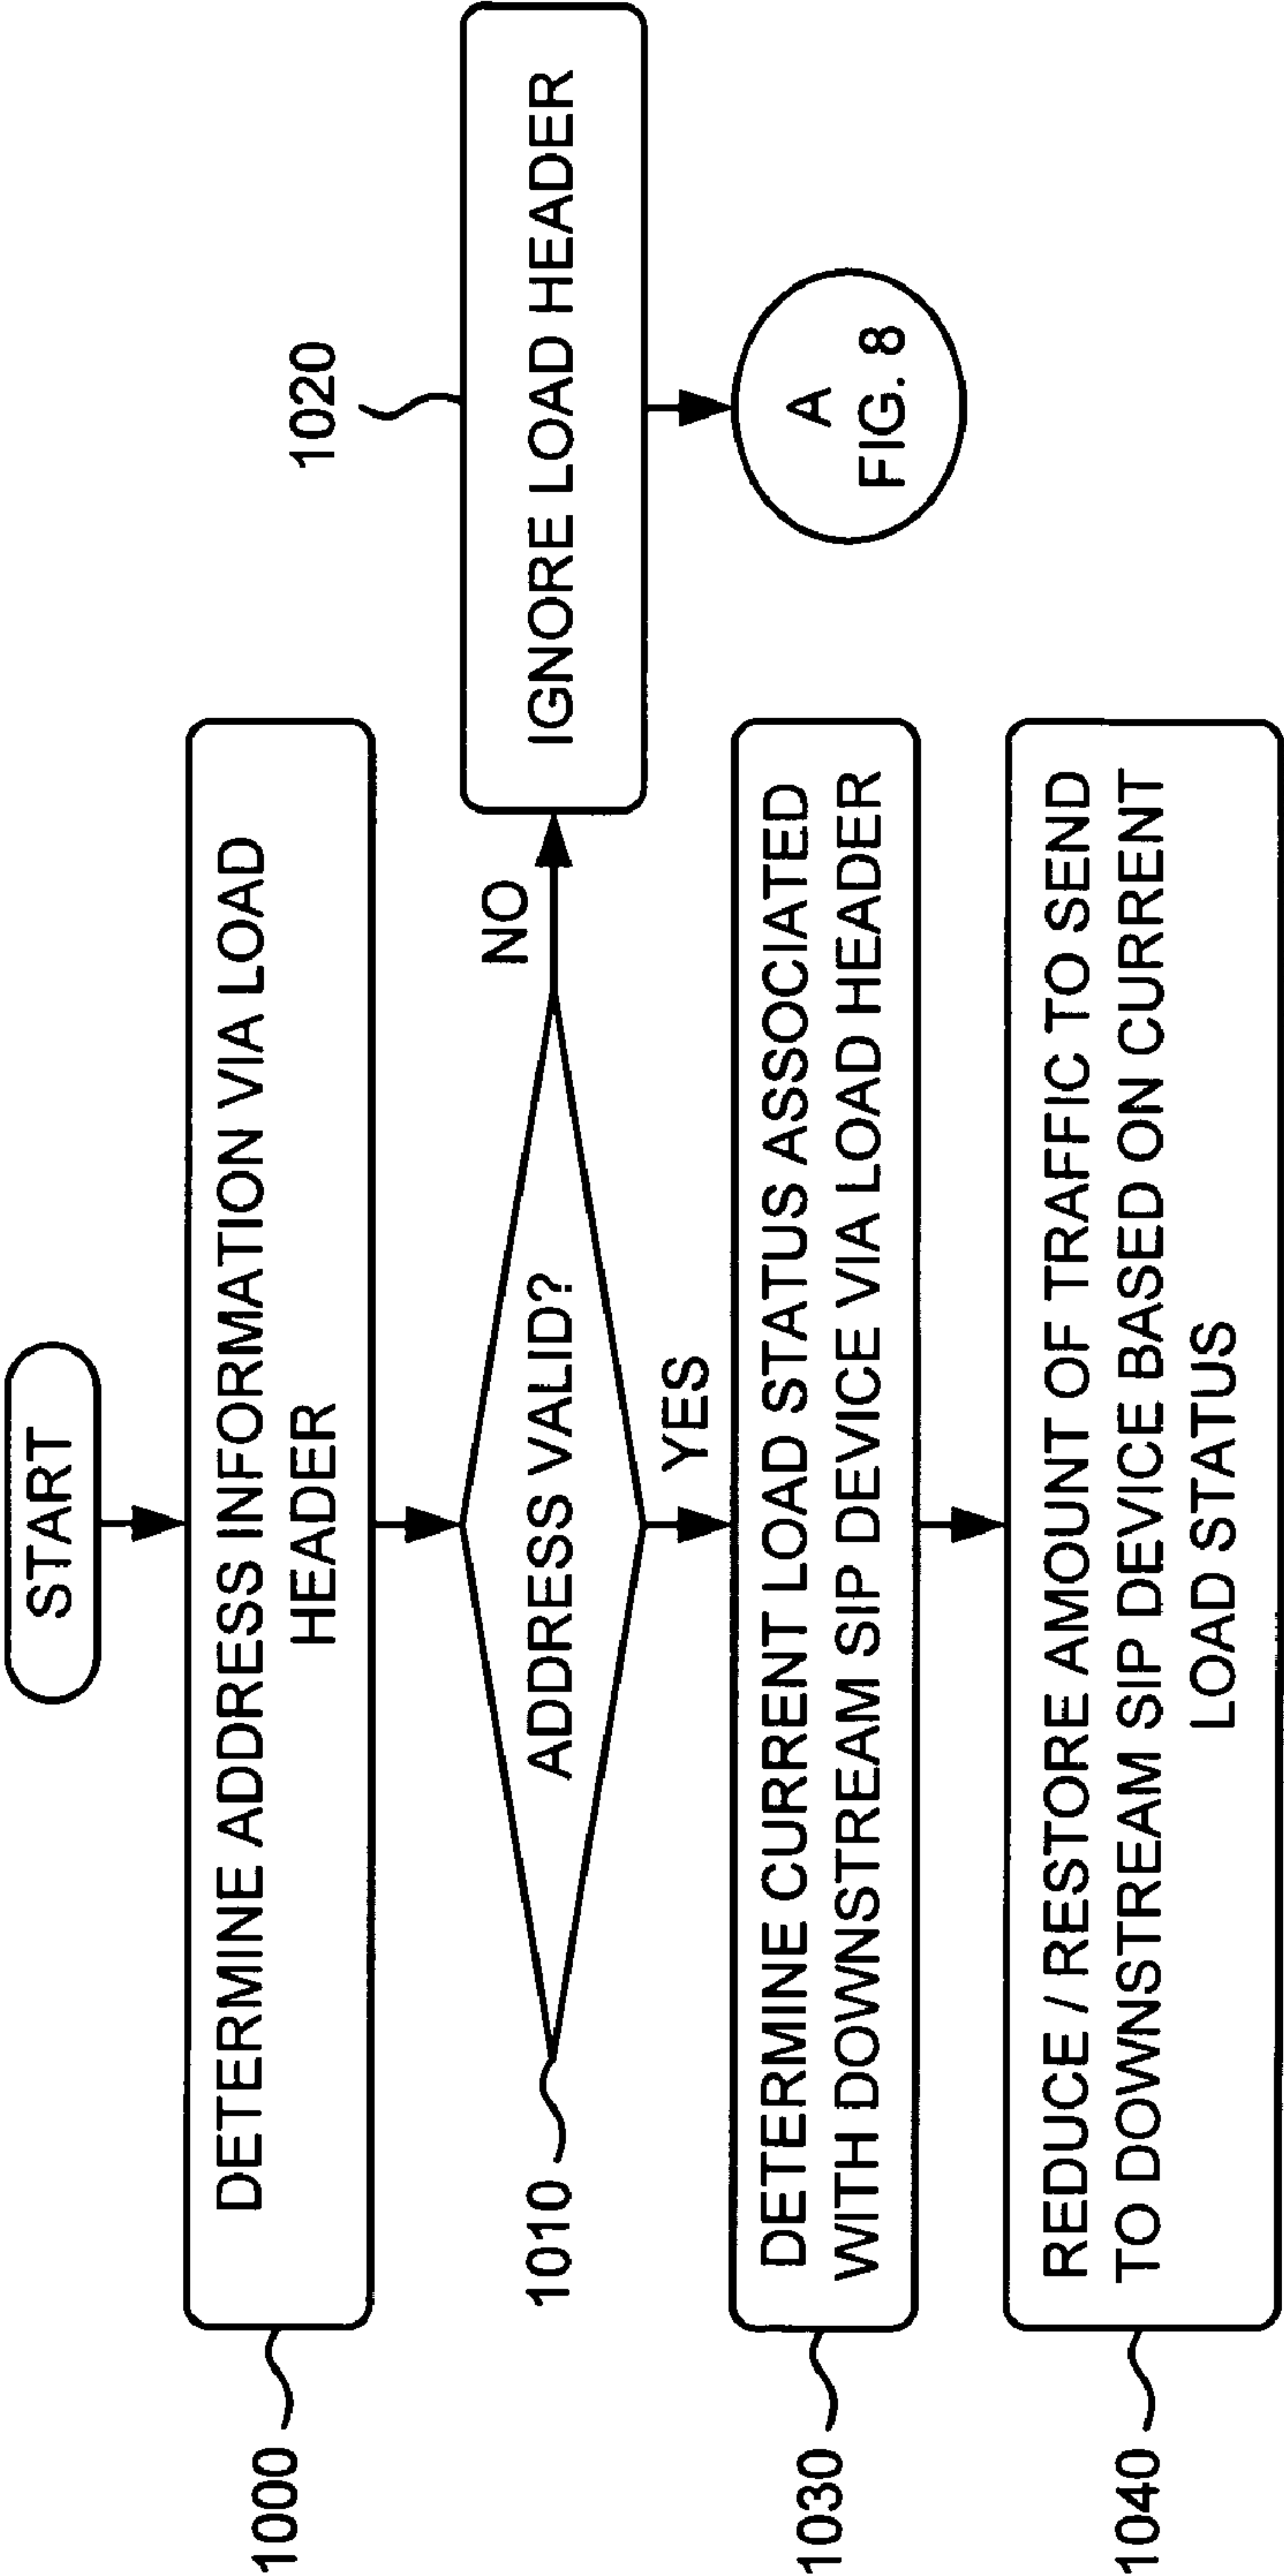 START
1000
DETERMINE ADDRESS INFORMATION VIA LOAD
HEADER
1010
ADDRESS VALID?
NO
1020
IGNORE LOAD HEADER
A
FIG. 8
YES
1030
DETERMINE CURRENT LOAD STATUS ASSOCIATED
WITH DOWNSTREAM SIP DEVICE VIA LOAD HEADER
1040
REDUCE / RESTORE AMOUNT OF TRAFFIC TO SEND
TO DOWNSTREAM SIP DEVICE BASED ON CURRENT
LOAD STATUS